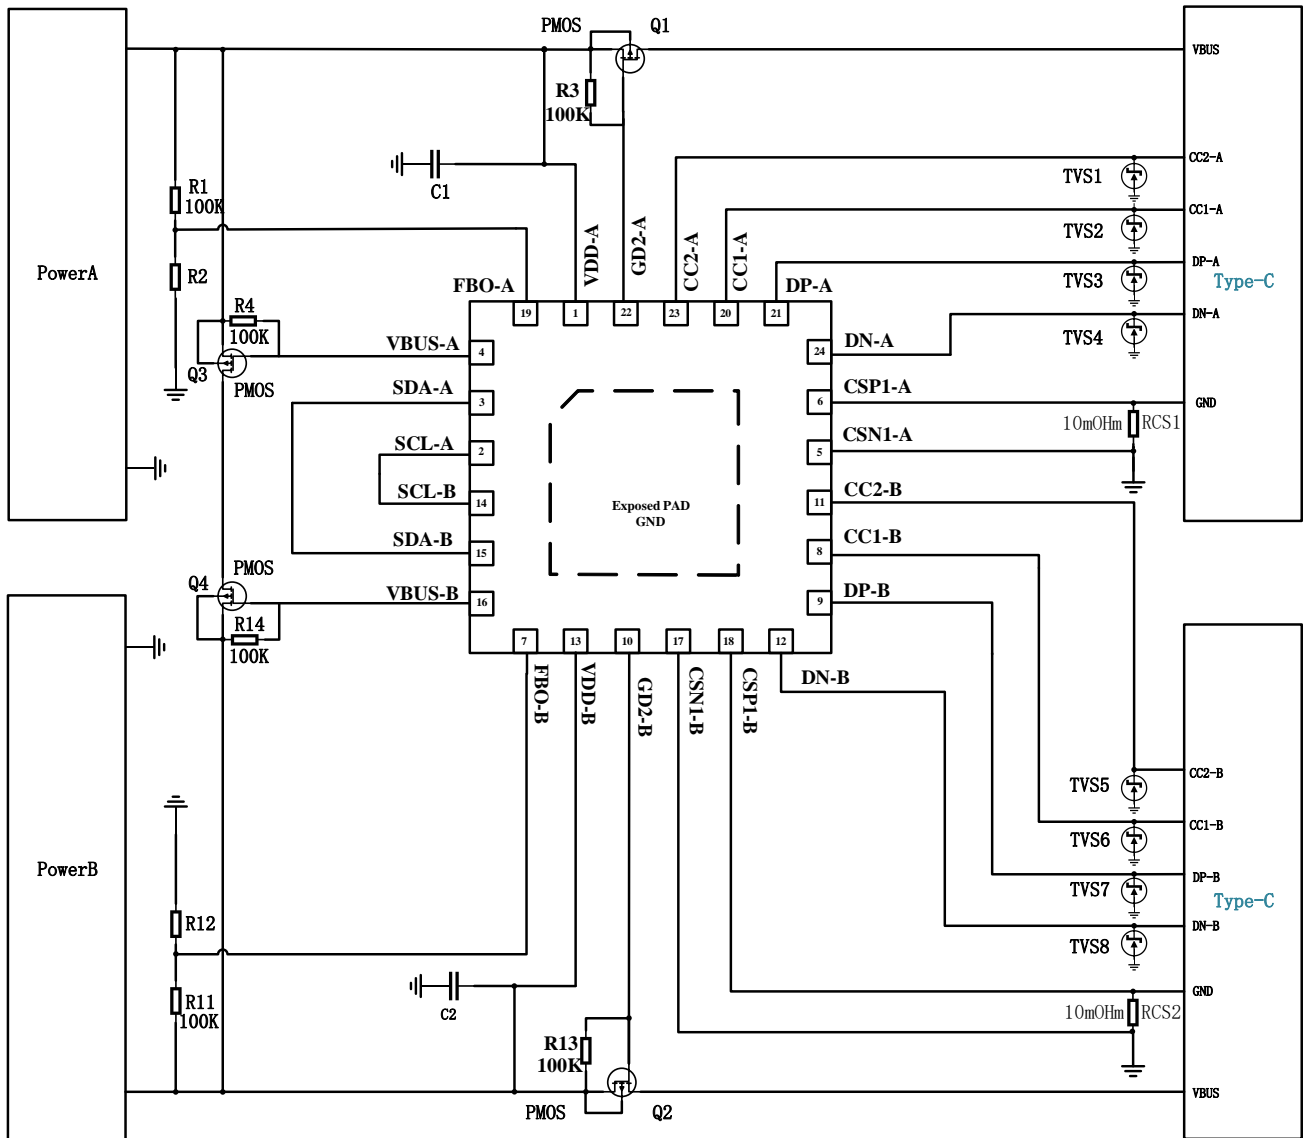 PMOS
Q1
VBUS
R3
100K
C1
CC2-A
TVS1
R1
100K
CC1-A
TVS2
PowerA
R2
FBO-A
VDD-A
GD2-A
CC2-A
CC1-A
DP-A
DP-A
TVS3
Type-C
19
1
22
23
20
21
R4
100K
DN-A
TVS4
VBUS-A
4
24
DN-A
Q3
PMOS
SDA-A
3
6
CSP1-A
GND
10mOHm
RCS1
SCL-A
2
5
CSN1-A
SCL-B
14
Exposed PAD
GND
11
CC2-B
SDA-B
15
8
CC1-B
PMOS
Q4
VBUS-B
16
9
DP-B
R14
100K
7
13
10
17
18
12
FBO-B
VDD-B
GD2-B
CSN1-B
CSP1-B
DN-B
CC2-B
TVS5
CC1-B
TVS6
PowerB
DP-B
TVS7
Type-C
R12
DN-B
TVS8
C2
GND
R11
100K
10mOHm
RCS2
R13
100K
PMOS
Q2
VBUS